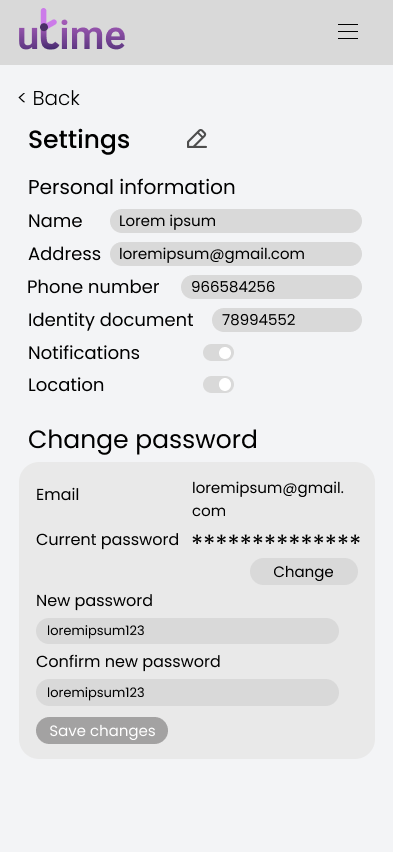 utime
< Back
Settings
Personal information
Name Lorem ipsum
Address loremipsum@gmail.com
Phone number 966584256
Identity document 78994552
Notifications
Location
Change password
Email loremipsum@gmail.
com
Current password **************
Change
New password
loremipsum123
Confirm new password
loremipsum123
Save changes